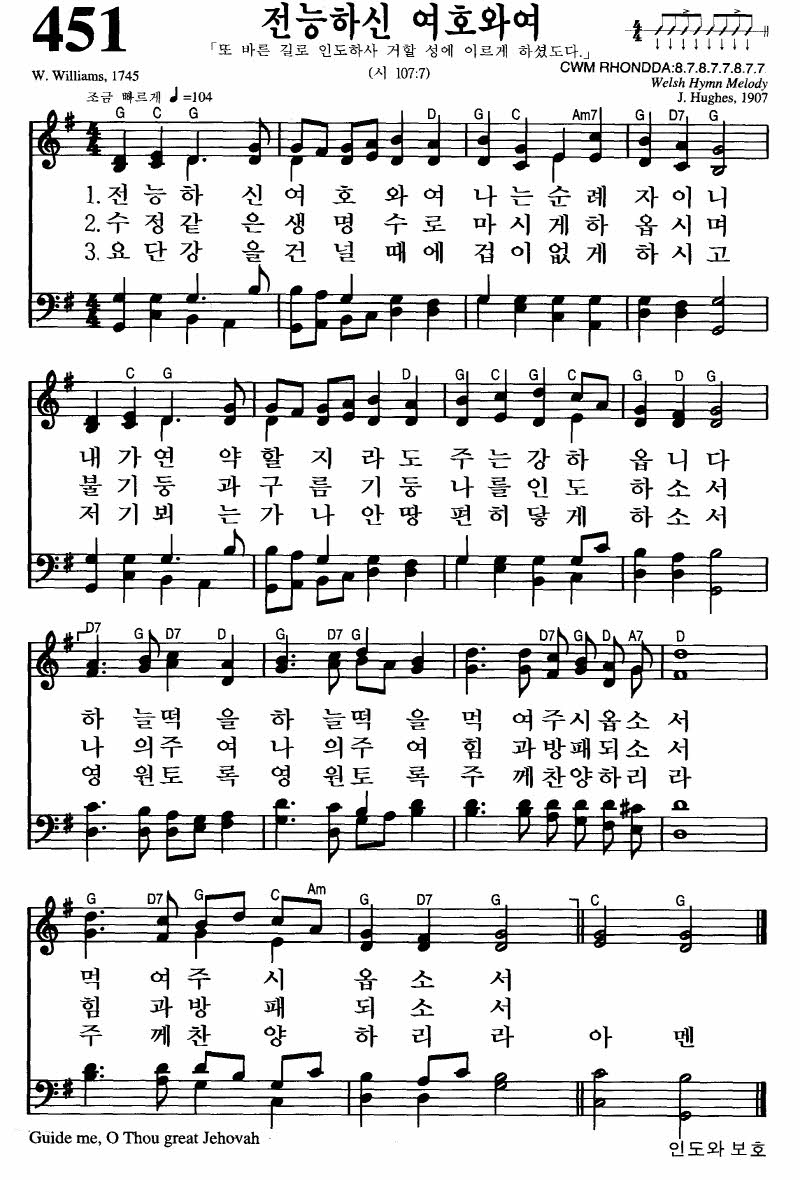 451
전능하신 여호와여
「또 바른 길로 인도하사 거할 성에 이르게 하셨도다.」
(시 107:7)
W. Williams, 1745
CWM RHONDDA:8.7.8.7.7.8.7.7
Welsh Hymn Melody
J. Hughes, 1907
조금 빠르게 ♩=104
G C G D G C Am7 G D7 G
1. 전능하 신여호와여 나는순례 자이니
2. 수정같 은생명수로 마시게하 옵시며
3. 요단강 을건널때에 겁이없게 하시고
C G D G C G C G D G
내가연 약할지라도 주는강하 옵니다
불기둥 과구름기둥 나를인도 하소서
저기뵈 는가나안땅 편히닿게 하소서
D7 G D7 D G D7 G D7 G D A7 D
하늘떡을하늘떡을 먹여주시옵소서
나의주여나의주여 힘과방패되소서
영원토록영원토록 주께찬양하리라
G D7 G C Am G D7 G C G
먹여주시옵소서
힘과방패되소서
주께찬양하리라 아멘
Guide me, O Thou great Jehovah
인도와 보호